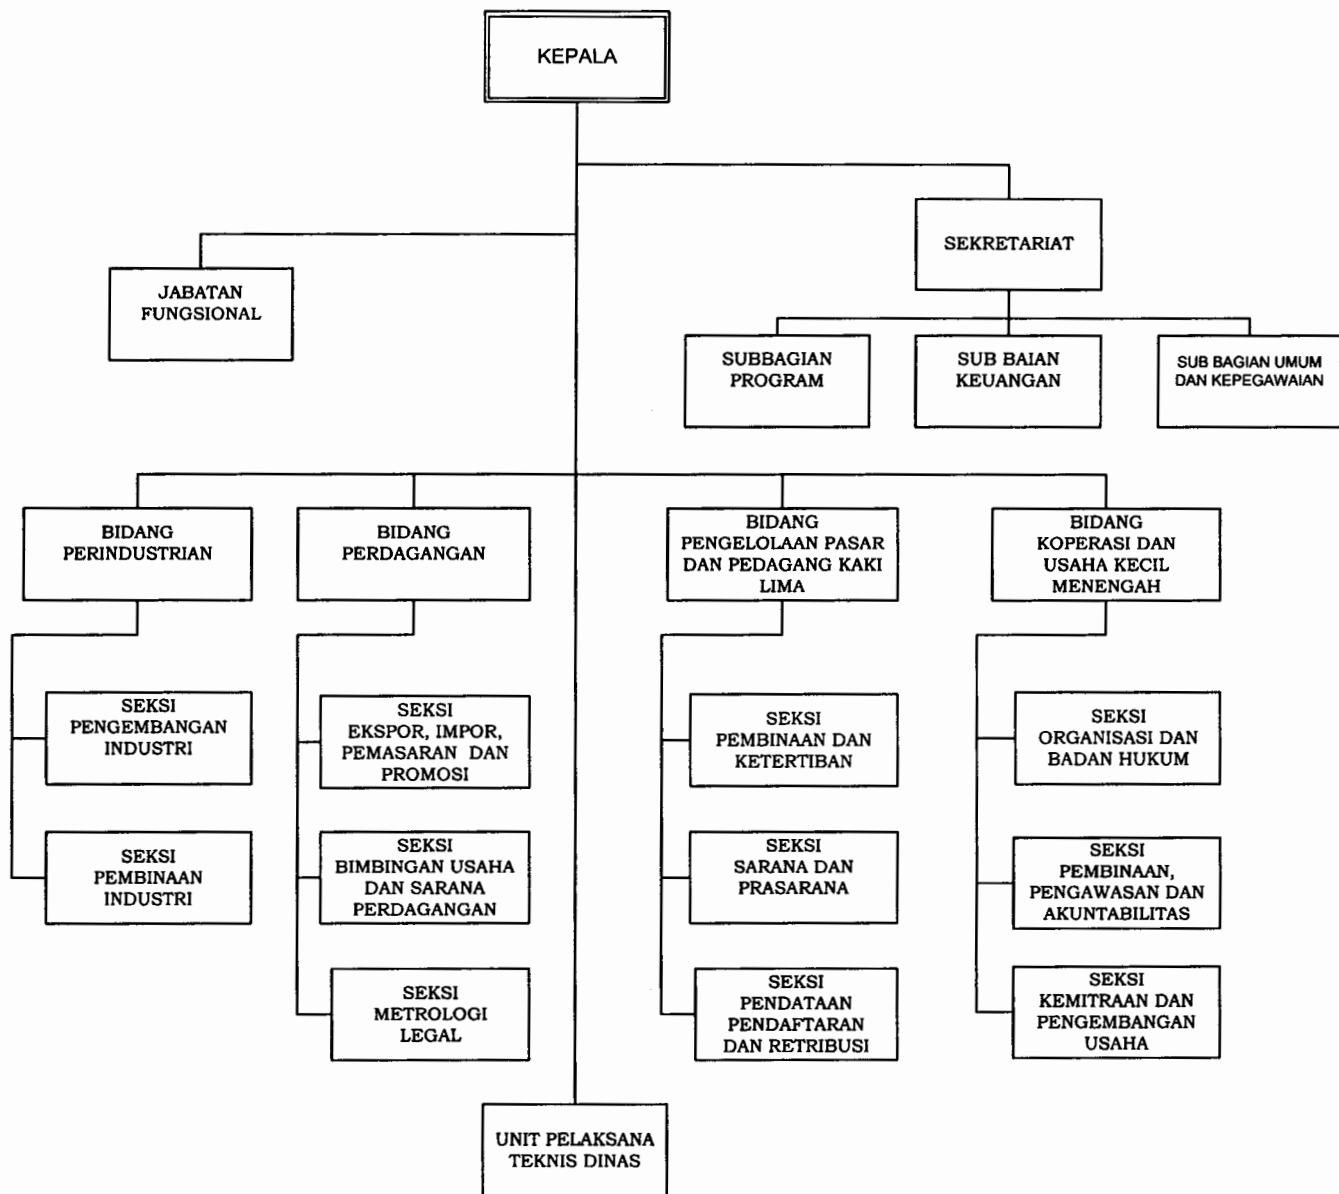 KEPALA
SEKRETARIAT
JABATAN
FUNGSIONAL
SUBBAGIAN
PROGRAM
SUB BAIAN
KEUANGAN
SUB BAGIAN UMUM
DAN KEPEGAWAIAN
BIDANG
PERINDUSTRIAN
BIDANG
PERDAGANGAN
BIDANG
PENGELOLAAN PASAR
DAN PEDAGANG KAKI
LIMA
BIDANG
KOPERASI DAN
USAHA KECIL
MENENGAH
SEKSI
PENGEMBANGAN
INDUSTRI
SEKSI
EKSPOR, IMPOR,
PEMASARAN DAN
PROMOSI
SEKSI
PEMBINAAN DAN
KETERTIBAN
SEKSI
ORGANISASI DAN
BADAN HUKUM
SEKSI
PEMBINAAN
INDUSTRI
SEKSI
BIMBINGAN USAHA
DAN SARANA
PERDAGANGAN
SEKSI
SARANA DAN
PRASARANA
SEKSI
PEMBINAAN,
PENGAWASAN DAN
AKUNTABILITAS
SEKSI
METROLOGI
LEGAL
SEKSI
PENDATAAN
PENDAFTARAN
DAN RETRIBUSI
SEKSI
KEMITRAAN DAN
PENGEMBANGAN
USAHA
UNIT PELAKSANA
TEKNIS DINAS